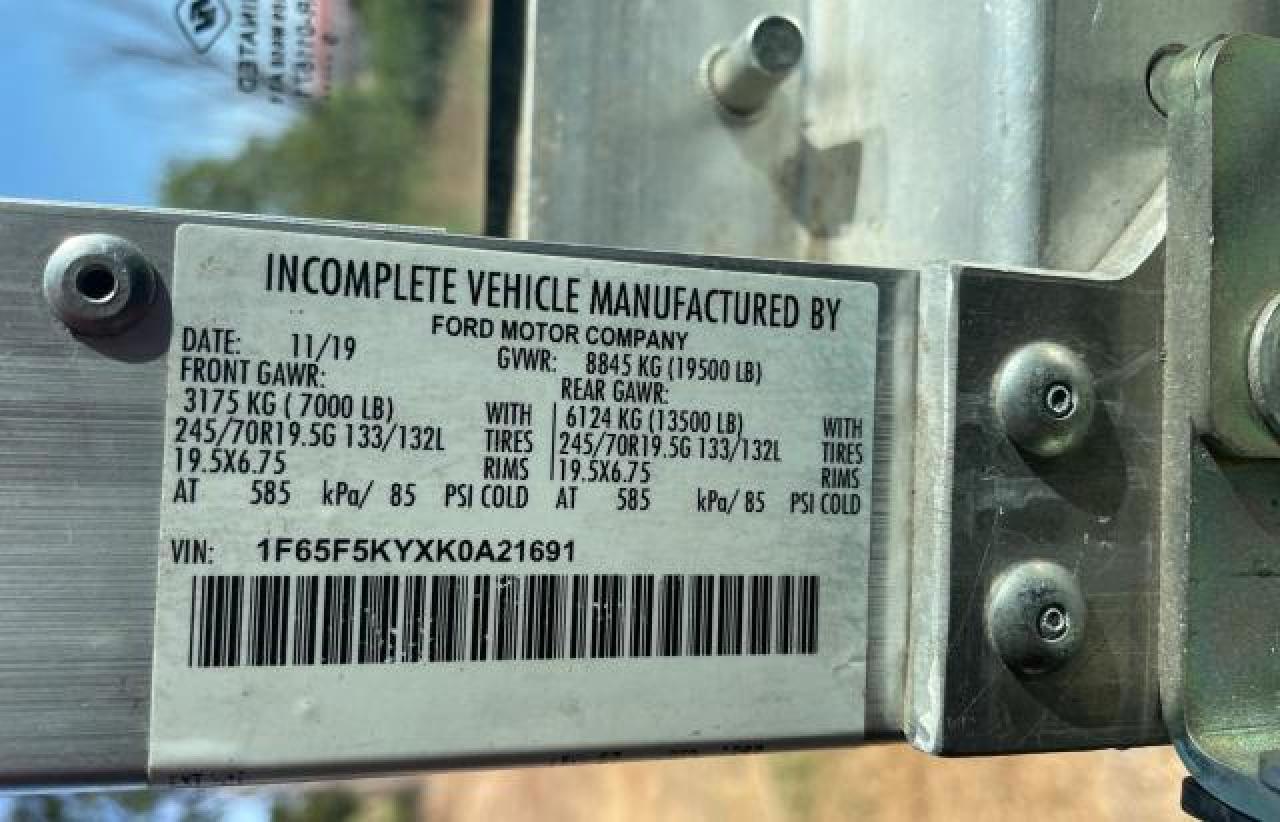 INCOMPLETE VEHICLE MANUFACTURED BY
FORD MOTOR COMPANY
DATE: 11/19 GVWR: 8845 KG (19500 LB)
FRONT GAWR: REAR GAWR:
3175 KG ( 7000 LB) WITH 6124 KG (13500 LB) WITH
245/70R19.5G 133/132L TIRES 245/70R19.5G 133/132L TIRES
19.5X6.75 RIMS 19.5X6.75 RIMS
AT 585 kPa/ 85 PSI COLD AT 585 kPa/ 85 PSI COLD
VIN: 1F65F5KYXK0A21691